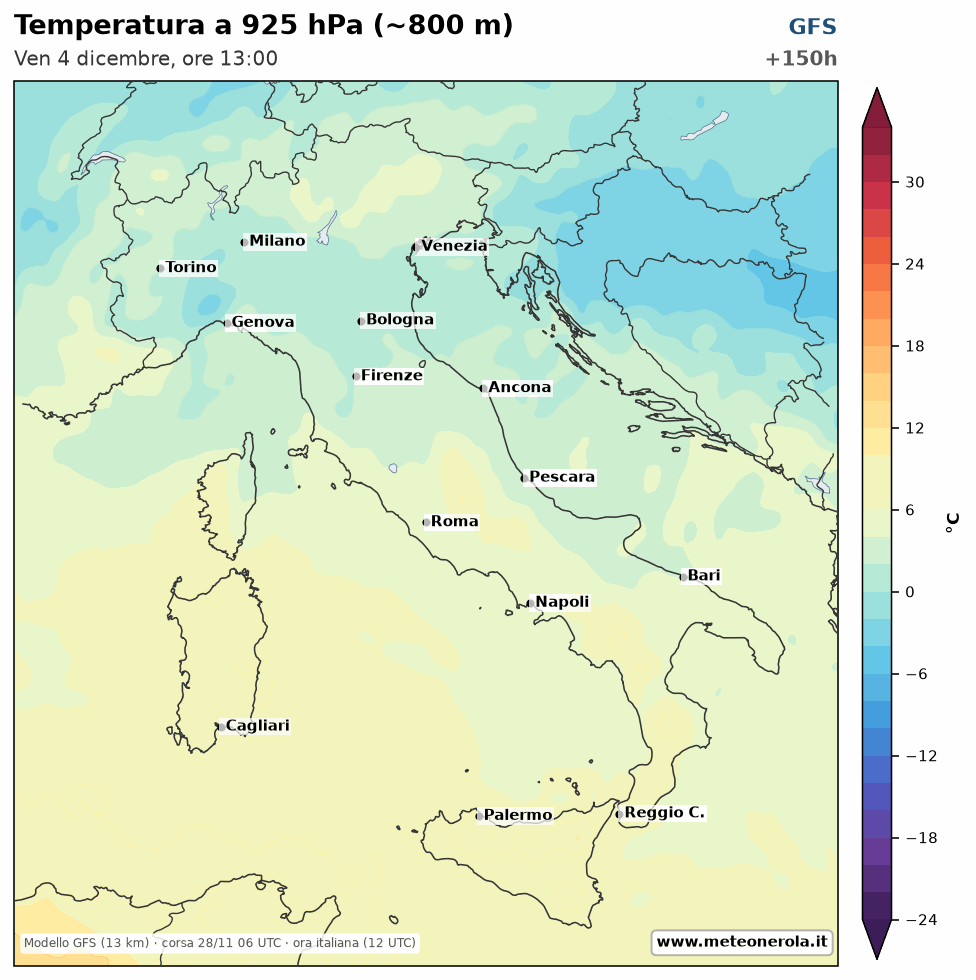 Temperatura a 925 hPa (~800 m)
GFS
Ven 4 dicembre, ore 13:00
+150h
Milano
Venezia
Torino
Genova
Bologna
Firenze
Ancona
Pescara
Roma
Bari
Napoli
Cagliari
Palermo
Reggio C.
30
24
18
12
6
0
−6
−12
−18
−24
°C
Modello GFS (13 km) · corsa 28/11 06 UTC · ora italiana (12 UTC)
www.meteonerola.it